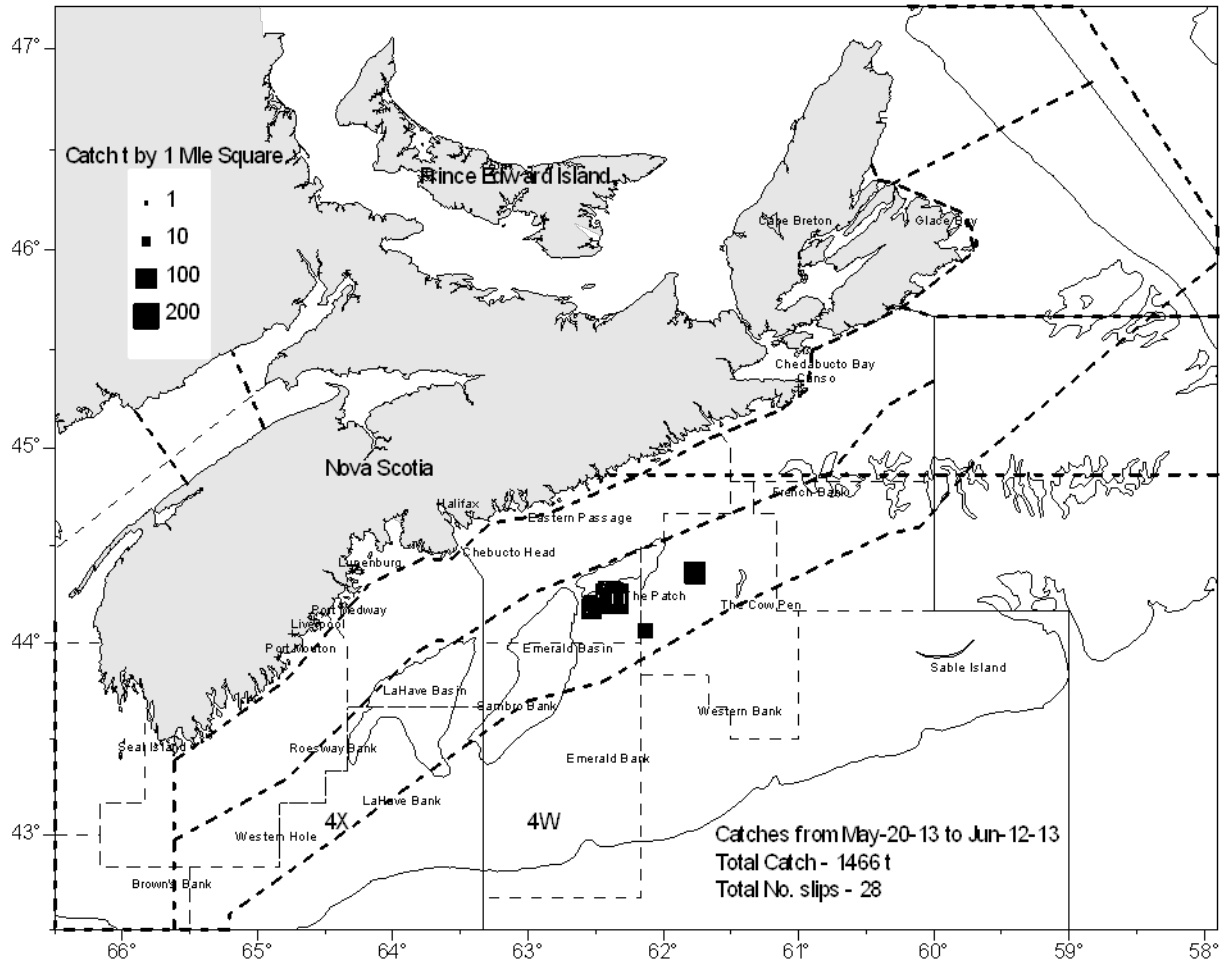 47°
Catch t by 1 Mle Square
1
10
100
200
Prince Edward Island
Cape Breton
Glace Bay
46°
Chedabucto Bay
Canso
45°
Nova Scotia
French Bank
Halifax
Eastern Passage
Chebucto Head
Lunenburg
The Patch
The Cow Pen
Port Medway
Liverpool
44°
Port Mouton
Emerald Basin
Sable Island
LaHave Basin
Sambro Bank
Western Bank
Seal Island
Roesway Bank
Emerald Bank
LaHave Bank
4X
4W
43°
Western Hole
Catches from May-20-13 to Jun-12-13
Total Catch - 1466 t
Total No. slips - 28
Brown's Bank
66°
65°
64°
63°
62°
61°
60°
59°
58°